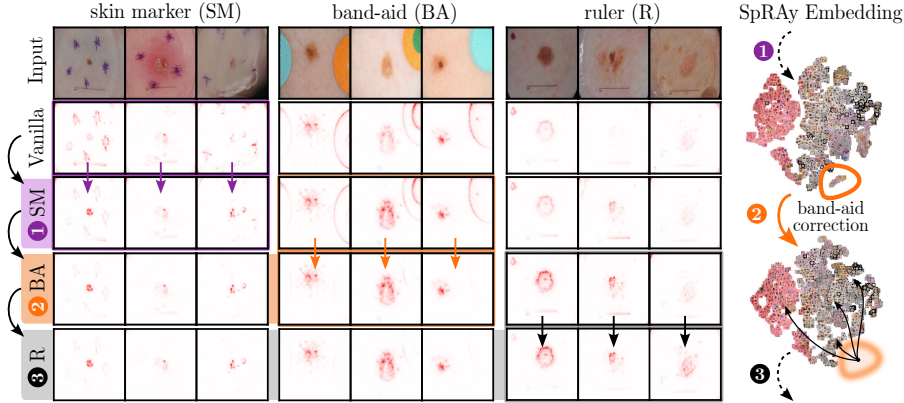 skin marker (SM) band-aid (BA) ruler (R) SpRAy Embedding
Input
1
Vanilla
1 SM
2 band-aid
correction
2 BA
3 R
3